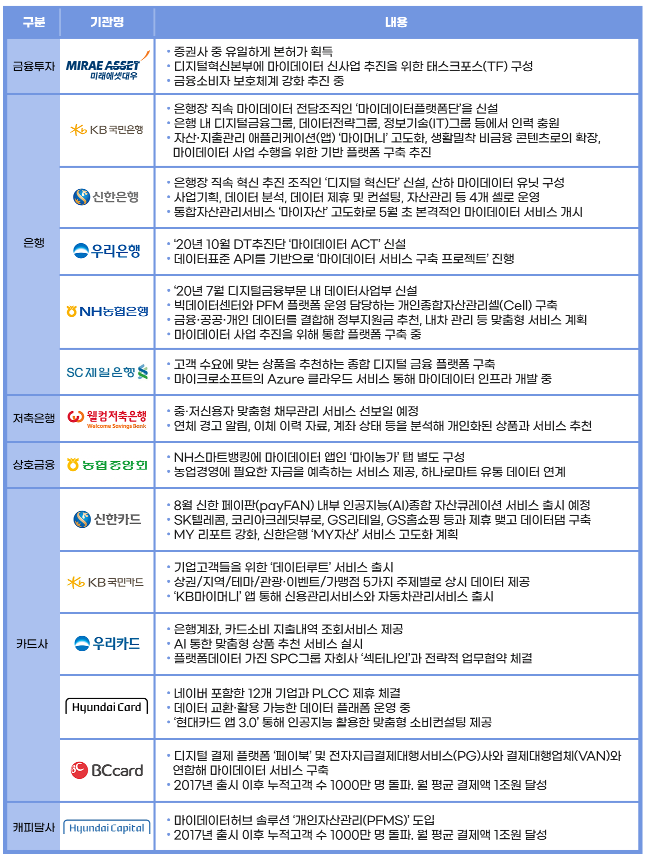 구분 기관명 내용
금융투자
MIRAE ASSET
미래에셋대우
• 증권사 중 유일하게 본허가 획득
• 디지털혁신본부에 마이데이터 신사업 추진을 위한 태스크포스(TF) 구성
• 금융소비자 보호체계 강화 추진 중
은행
KB 국민은행
• 은행장 직속 마이데이터 전담조직인 '마이데이터플랫폼단'을 신설
• 은행 내 디지털금융그룹, 데이터전략그룹, 정보기술(IT)그룹 등에서 인력 충원
• 자산·지출관리 애플리케이션(앱) '마이머니' 고도화, 생활밀착 비금융 콘텐츠로의 확장,
마이데이터 사업 수행을 위한 기반 플랫폼 구축 추진
신한은행
• 은행장 직속 혁신 추진 조직인 '디지털 혁신단' 신설, 산하 마이데이터 유닛 구성
• 사업기획, 데이터 분석, 데이터 제휴 및 컨설팅, 자산관리 등 4개 셀로 운영
• 통합자산관리서비스 '마이자산' 고도화로 5월 초 본격적인 마이데이터 서비스 개시
우리은행
• '20년 10월 DT추진단 '마이데이터 ACT' 신설
• 데이터표준 API를 기반으로 '마이데이터 서비스 구축 프로젝트' 진행
NH농협은행
• '20년 7월 디지털금융부문 내 데이터사업부 신설
• 빅데이터센터와 PFM 플랫폼 운영 담당하는 개인종합자산관리셀(Cell) 구축
• 금융·공공·개인 데이터를 결합해 정부지원금 추천, 내차 관리 등 맞춤형 서비스 계획
• 마이데이터 사업 추진을 위해 통합 플랫폼 구축 중
SC제일은행
• 고객 수요에 맞는 상품을 추천하는 종합 디지털 금융 플랫폼 구축
• 마이크로소프트의 Azure 클라우드 서비스 통해 마이데이터 인프라 개발 중
저축은행
웰컴저축은행
Welcome Savings Bank
• 중·저신용자 맞춤형 채무관리 서비스 선보일 예정
• 연체 경고 알림, 이체 이력 자료, 계좌 상태 등을 분석해 개인화된 상품과 서비스 추천
상호금융
농협중앙회
• NH스마트뱅킹에 마이데이터 앱인 '마이농가' 탭 별도 구성
• 농업경영에 필요한 자금을 예측하는 서비스 제공, 하나로마트 유통 데이터 연계
카드사
신한카드
• 8월 신한 페이판(payFAN) 내부 인공지능(AI)종합 자산큐레이션 서비스 출시 예정
• SK텔레콤, 코리아크레딧뷰로, GS리테일, GS홈쇼핑 등과 제휴 맺고 데이터댐 구축
• MY 리포트 강화, 신한은행 'MY자산' 서비스 고도화 계획
KB 국민카드
• 기업고객들을 위한 '데이터루트' 서비스 출시
• 상권/지역/테마/관광·이벤트/가맹점 5가지 주제별로 상시 데이터 제공
• 'KB마이머니' 앱 통해 신용관리서비스와 자동차관리서비스 출시
우리카드
• 은행계좌, 카드소비 지출내역 조회서비스 제공
• AI 통한 맞춤형 상품 추천 서비스 실시
• 플랫폼데이터 가진 SPC그룹 자회사 '섹터나인'과 전략적 업무협약 체결
Hyundai Card
• 네이버 포함한 12개 기업과 PLCC 제휴 체결
• 데이터 교환·활용 가능한 데이터 플래폼 운영 중
• '현대카드 앱 3.0' 통해 인공지능 활용한 맞춤형 소비컨설팅 제공
BCcard
• 디지털 결제 플랫폼 '페이북' 및 전자지급결제대행서비스(PG)사와 결제대행업체(VAN)와
연합해 마이데이터 서비스 구축
• 2017년 출시 이후 누적고객 수 1000만 명 돌파. 월 평균 결제액 1조원 달성
캐피탈사
Hyundai Capital
• 마이데이터허브 솔루션 '개인자산관리(PFMS)' 도입
• 2017년 출시 이후 누적고객 수 1000만 명 돌파. 월 평균 결제액 1조원 달성